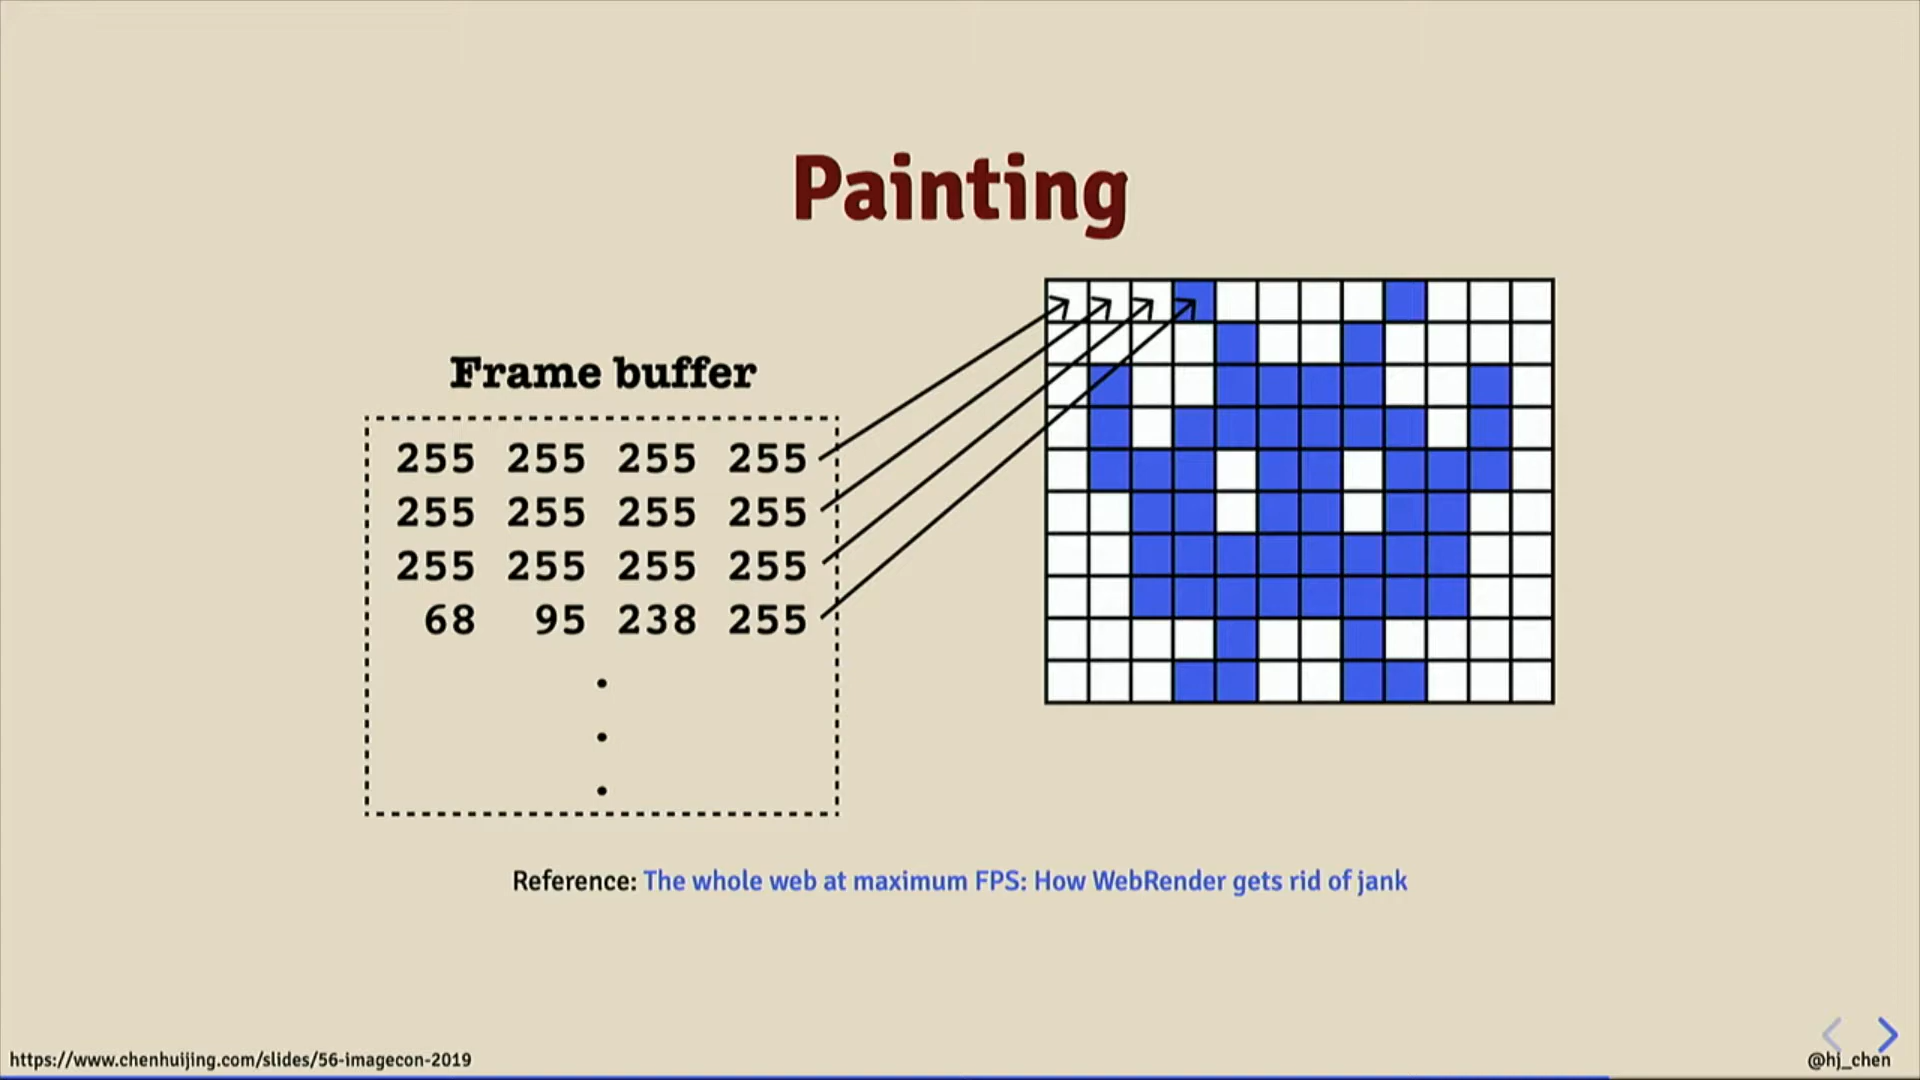 Painting
Frame buffer
255 255 255 255
255 255 255 255
255 255 255 255
68 95 238 255
Reference: The whole web at maximum FPS: How WebRender gets rid of jank
https://www.chenhuijing.com/slides/56-imagecon-2019
@hj_chen